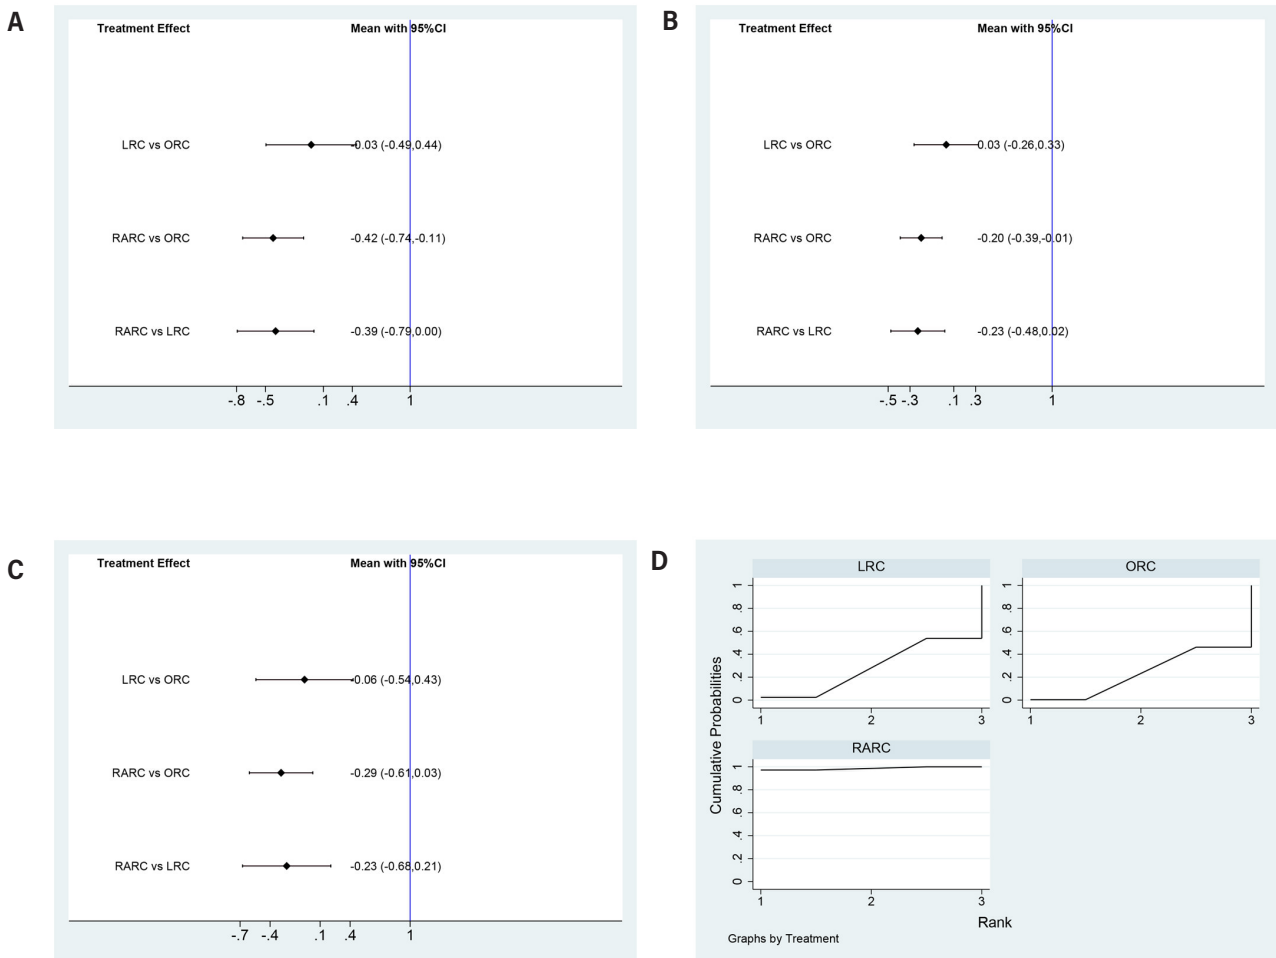 A
Treatment Effect Mean with 95%CI
LRC vs ORC -0.03 (-0.49,0.44)
RARC vs ORC -0.42 (-0.74,-0.11)
RARC vs LRC -0.39 (-0.79,0.00)
-.8 -.5 .1 .4 1
B
Treatment Effect Mean with 95%CI
LRC vs ORC 0.03 (-0.26,0.33)
RARC vs ORC -0.20 (-0.39,-0.01)
RARC vs LRC -0.23 (-0.48,0.02)
-.5 -.3 .1 .3 1
C
Treatment Effect Mean with 95%CI
LRC vs ORC -0.06 (-0.54,0.43)
RARC vs ORC -0.29 (-0.61,0.03)
RARC vs LRC -0.23 (-0.68,0.21)
-.7 -.4 .1 .4 1
D
Cumulative Probabilities
LRC
1
.8
.6
.4
.2
0
1 2 3
ORC
1
.8
.6
.4
.2
0
1 2 3
RARC
1
.8
.6
.4
.2
0
1 2 3
Rank
Graphs by Treatment